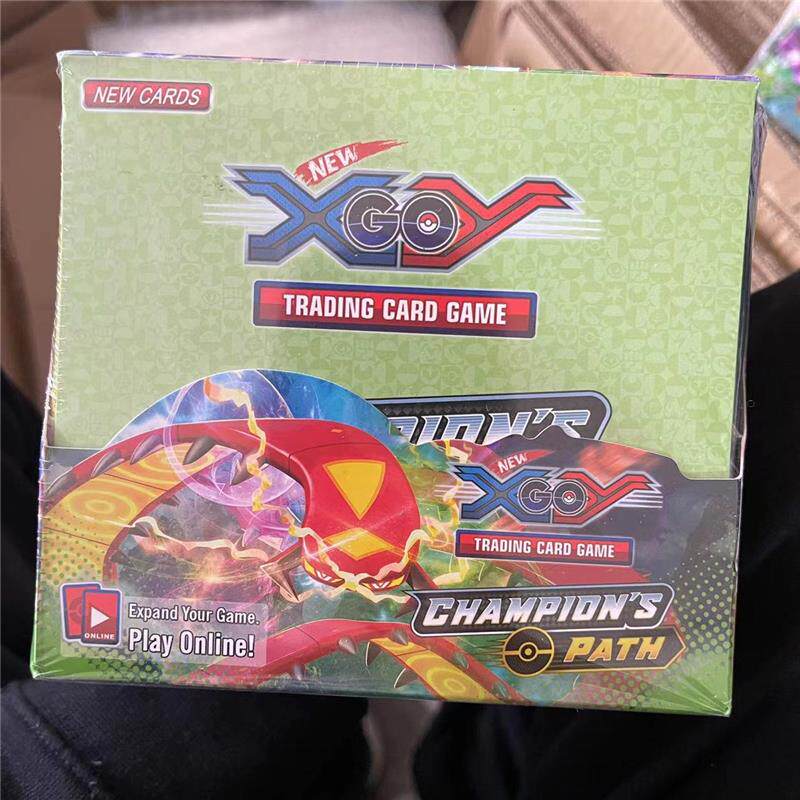 NEW CARDS
NEW
XGOY
TRADING CARD GAME
CHAMPION'S
NEW
XGOY
TRADING CARD GAME
CHAMPION'S
PATH
ONLINE
Expand Your Game.
Play Online!